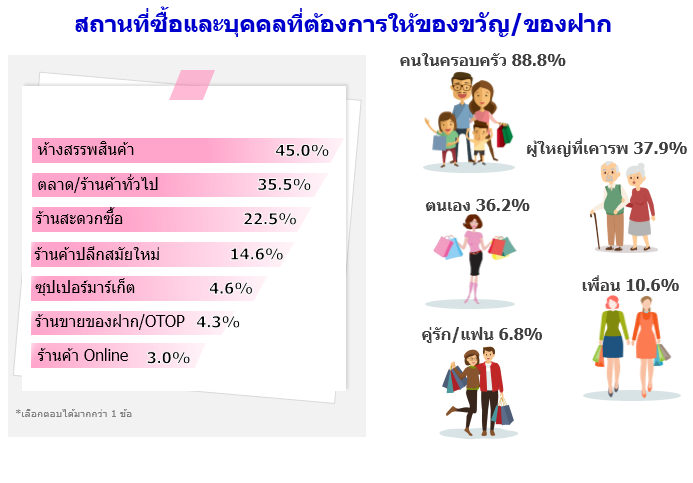 สถานที่ซื้อและบุคคลที่ต้องการให้ของขวัญ/ของฝาก
ห้างสรรพสินค้า 45.0%
ตลาด/ร้านค้าทั่วไป 35.5%
ร้านสะดวกซื้อ 22.5%
ร้านค้าปลีกสมัยใหม่ 14.6%
ซุปเปอร์มาร์เก็ต 4.6%
ร้านขายของฝาก/OTOP 4.3%
ร้านค้า Online 3.0%
*เลือกตอบได้มากกว่า 1 ข้อ
คนในครอบครัว 88.8%
ผู้ใหญ่ที่เคารพ 37.9%
ตนเอง 36.2%
เพื่อน 10.6%
คู่รัก/แฟน 6.8%